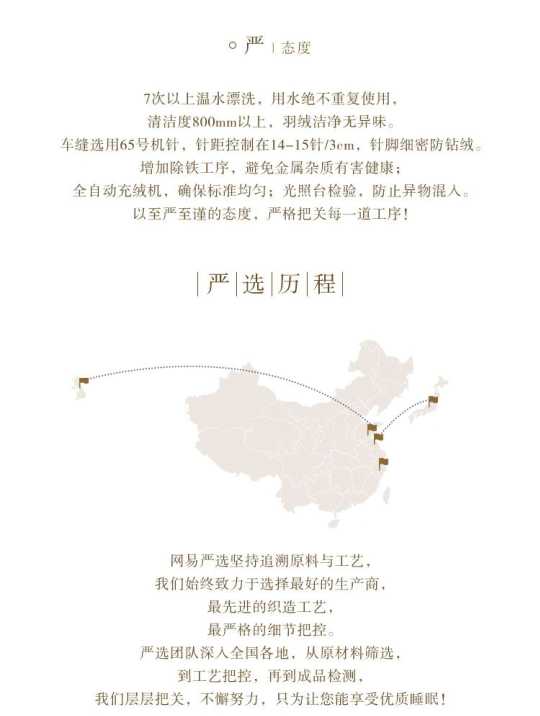 严 | 态度
7次以上温水漂洗，用水绝不重复使用，
清洁度800mm以上，羽绒洁净无异味。
车缝选用65号机针，针距控制在14-15针/3cm，针脚细密防钻绒。
增加除铁工序，避免金属杂质有害健康；
全自动充绒机，确保标准均匀；光照台检验，防止异物混入。
以至严至谨的态度，严格把关每一道工序！
|严|选|历|程|
网易严选坚持追溯原料与工艺，
我们始终致力于选择最好的生产商，
最先进的织造工艺，
最严格的细节把控。
严选团队深入全国各地，从原材料筛选，
到工艺把控，再到成品检测，
我们层层把关，不懈努力，只为让您能享受优质睡眠！